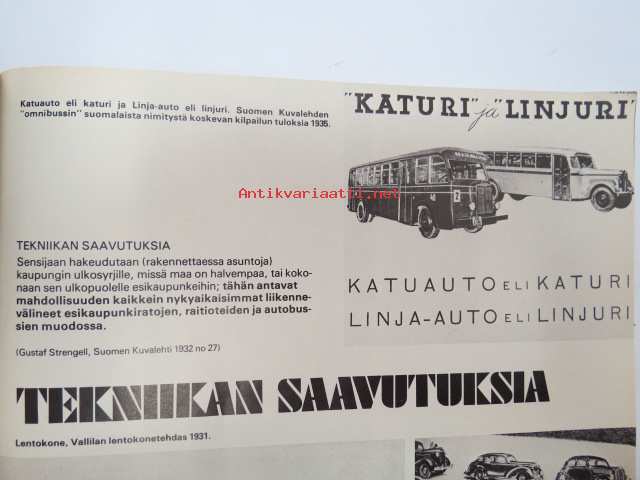 Katuauto eli katuri ja Linja-auto eli linjuri. Suomen Kuvalehden
"omnibussin" suomalaista nimitystä koskevan kilpailun tuloksia 1935.
"KATURI" ja "LINJURI"
Antikvariaatti.net
TEKNIIKAN SAAVUTUKSIA
Sensijaan hakeudutaan (rakennettaessa asuntoja)
kaupungin ulkosyrjille, missä maa on halvempaa, tai koko-
naan sen ulkopuolelle esikaupunkeihin; tähän antavat
mahdollisuuden kaikkein nykyaikaisimmat liikenne-
välineet esikaupunkiratojen, raitioteiden ja autobus-
sien muodossa.
(Gustaf Strengell, Suomen Kuvalehti 1932 no 27)
KATUAUTO ELI KATURI
LINJA-AUTO ELI LINJURI
TEKNIIKAN SAAVUTUKSIA
Lentokone, Vallilan lentokonetehdas 1931.